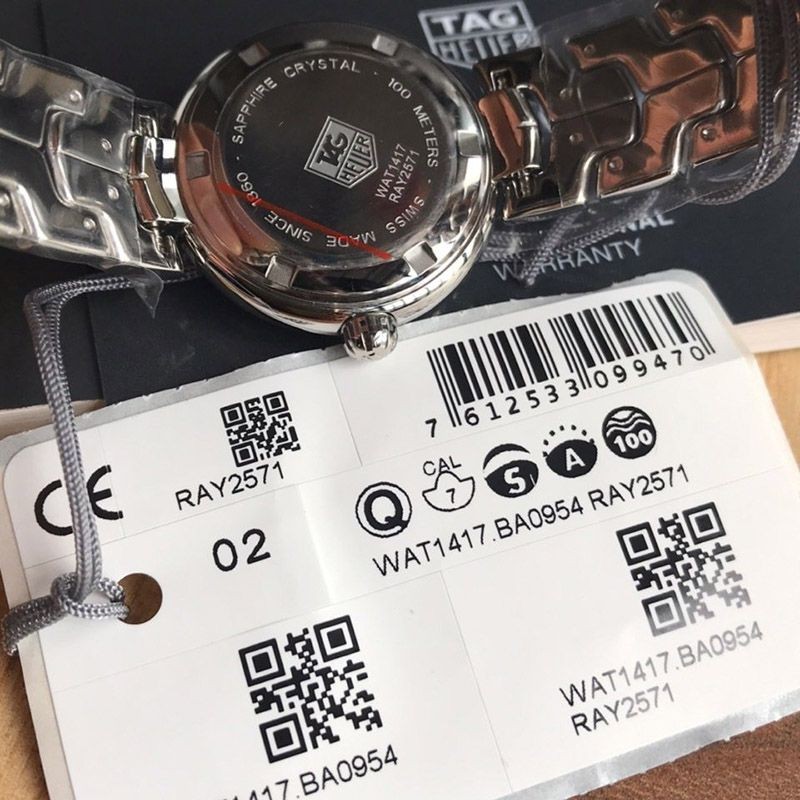 TAG
HEUER
SAPPHIRE CRYSTAL · 100 METERS · SWISS MADE SINCE 1860 ·
TAG
HEUER
WAT1417
RAY2571
WARRANTY
7 612533 099470
CE
RAY2571
02
Q
CAL
7
S
A
100
WAT1417.BA0954 RAY2571
WAT1417.BA0954
RAY2571
WAT1417.BA0954